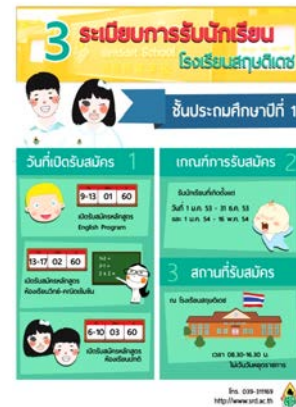 3 ระเบียบการรับนักเรียน
โรงเรียนสฤษดิเดช
ชั้นประถมศึกษาปีที่ 1
วันที่เปิดรับสมัคร 1
9-13 01 60
เปิดรับสมัครหลักสูตร
English Program
13-17 02 60
เปิดรับสมัครหลักสูตร
ห้องเรียนวิทย์-คณิตเข้มข้น
6-10 03 60
เปิดรับสมัครหลักสูตร
ห้องเรียนปกติ
เกณฑ์การรับสมัคร 2
รับนักเรียนที่เกิดตั้งแต่
วันที่ 1 ม.ค. 53 - 31 ธ.ค. 53
และ 1 ม.ค. 54 - 16 พ.ค. 54
3 สถานที่รับสมัคร
ณ โรงเรียนสฤษดิเดช
เวลา 08.30-16.30 น.
ไม่เว้นวันหยุดราชการ
โทร. 039-311169
http://www.srd.ac.th